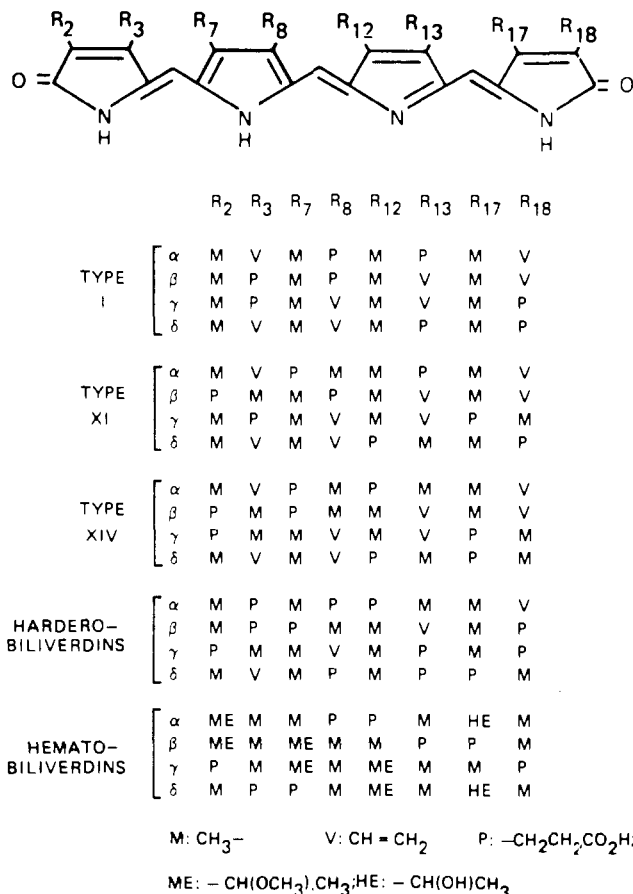 R2 R3 R7 R8 R12 R13 R17 R18
O N H N H N N H O
R2 R3 R7 R8 R12 R13 R17 R18
TYPE I
α M V M P M P M V
β M P M P M V M V
γ M P M V M V M P
δ M V M V M P M P
TYPE XI
α M V P M M P M V
β P M M P M V M V
γ M P M V M V P M
δ M V M V P M M P
TYPE XIV
α M V P M P M M V
β P M P M M V M V
γ P M M V M V P M
δ M V M V P M P M
HARDERO-BILIVERDINS
α M P M P P M M V
β M P P M M V M P
γ P M M V M P M P
δ M V M P M P P M
HEMATO-BILIVERDINS
α ME M M P P M HE M
β ME M ME M M P P M
γ P M ME M ME M M P
δ M P P M ME M HE M
M: CH3– V: CH=CH2 P: –CH2CH2CO2H;
ME: –CH(OCH3).CH3; HE: –CH(OH)CH3